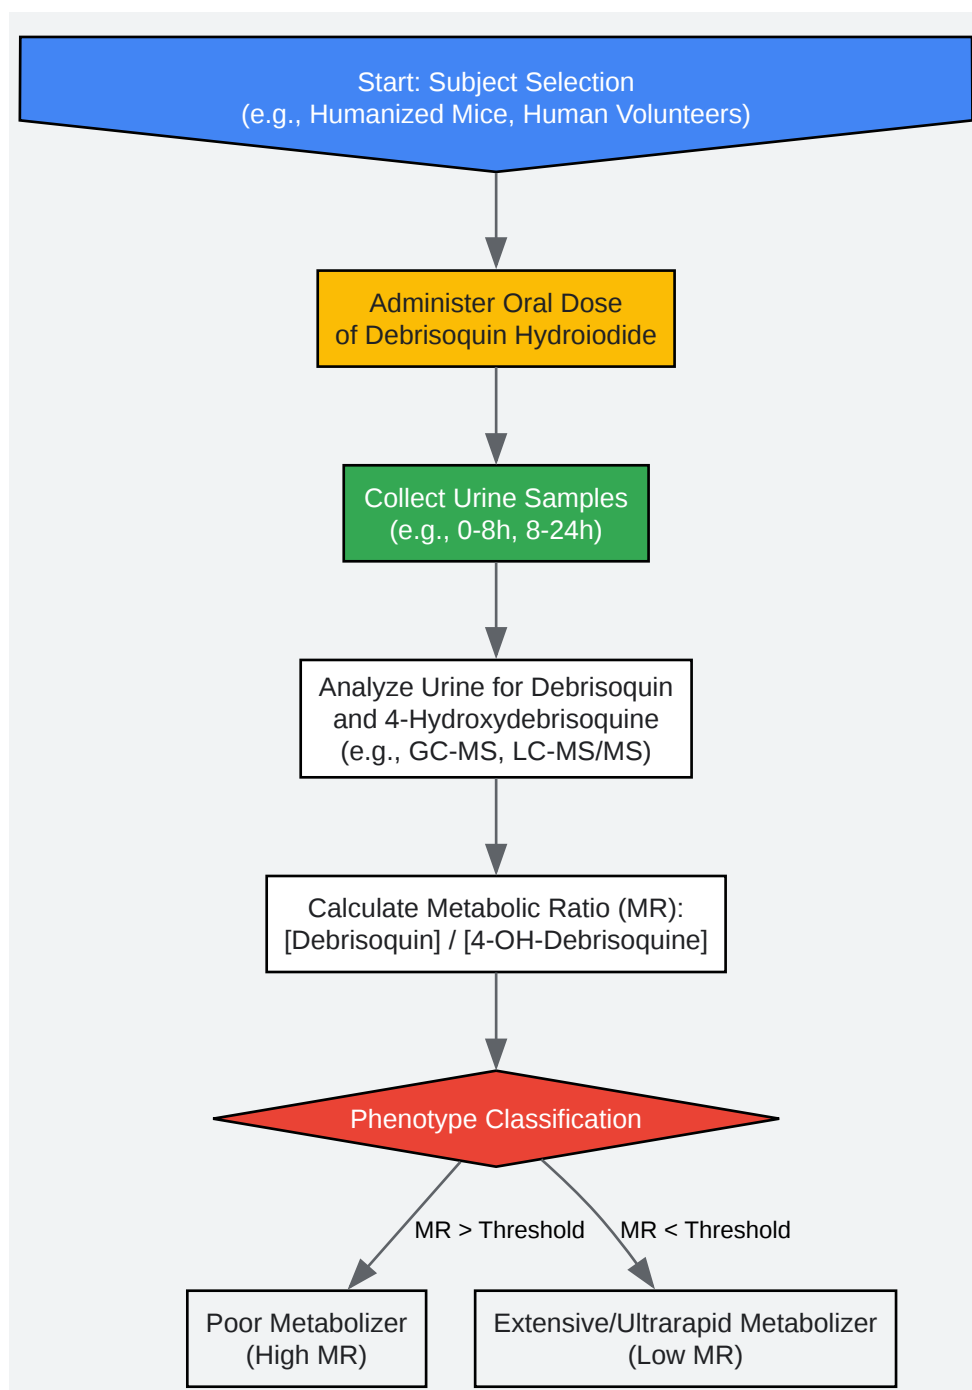 Start: Subject Selection
(e.g., Humanized Mice, Human Volunteers)
Administer Oral Dose
of Debrisoquin Hydroiodide
Collect Urine Samples
(e.g., 0-8h, 8-24h)
Analyze Urine for Debrisoquin
and 4-Hydroxydebrisoquine
(e.g., GC-MS, LC-MS/MS)
Calculate Metabolic Ratio (MR):
[Debrisoquin] / [4-OH-Debrisoquine]
Phenotype Classification
MR > Threshold
MR < Threshold
Poor Metabolizer
(High MR)
Extensive/Ultrarapid Metabolizer
(Low MR)